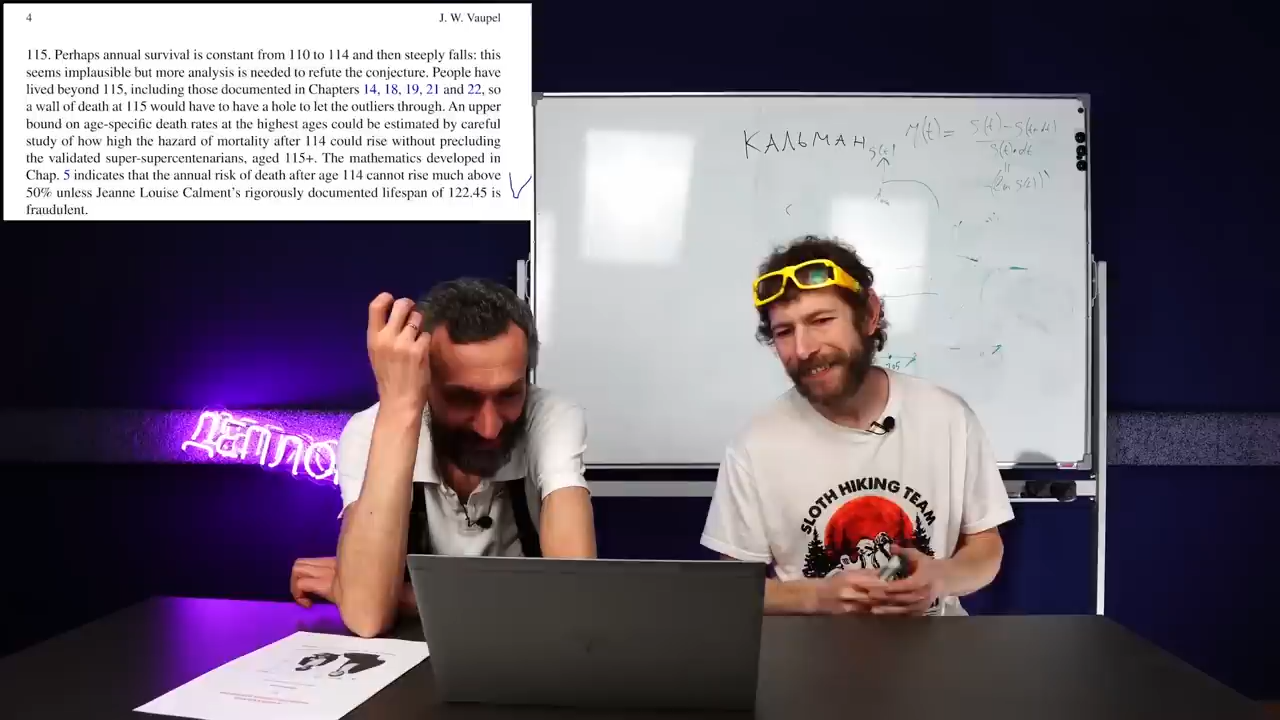 4 J. W. Vaupel
115. Perhaps annual survival is constant from 110 to 114 and then steeply falls: this
seems implausible but more analysis is needed to refute the conjecture. People have
lived beyond 115, including those documented in Chapters 14, 18, 19, 21 and 22, so
a wall of death at 115 would have to have a hole to let the outliers through. An upper
bound on age-specific death rates at the highest ages could be estimated by careful
study of how high the hazard of mortality after 114 could rise without precluding
the validated super-supercentenarians, aged 115+. The mathematics developed in
Chap. 5 indicates that the annual risk of death after age 114 cannot rise much above
50% unless Jeanne Louise Calment's rigorously documented lifespan of 122.45 is
fraudulent.
КАЛЬМАН
ДЕПЛО
SLOTH HIKING TEAM